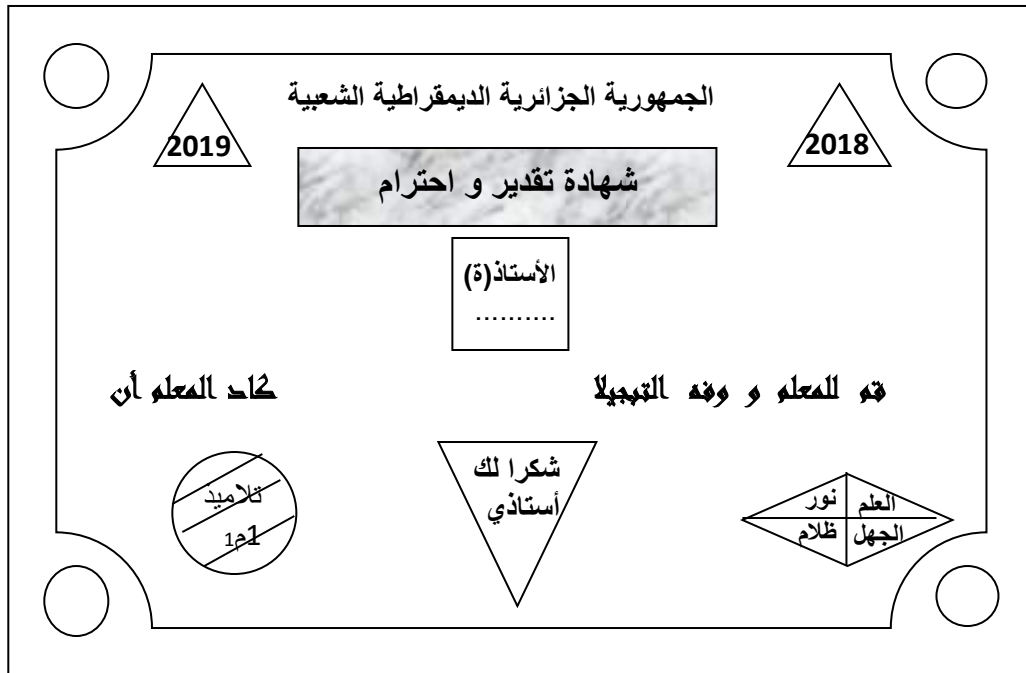 الجمهورية الجزائرية الديمقراطية الشعبية
2018
2019
شهادة تقدير و احترام
الأستاذ(ة)
..........
قم للمعلم و وفه التبجيلا
كاد المعلم أن
العلم نور
الجهل ظلام
شكرا لك
أستاذي
تلاميذ
1م1